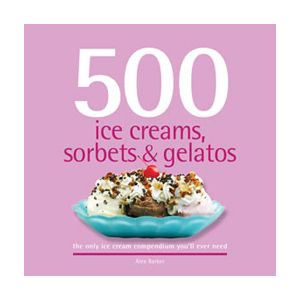 500
ice creams,
sorbets & gelatos
the only ice cream compendium you'll ever need
Alex Barker